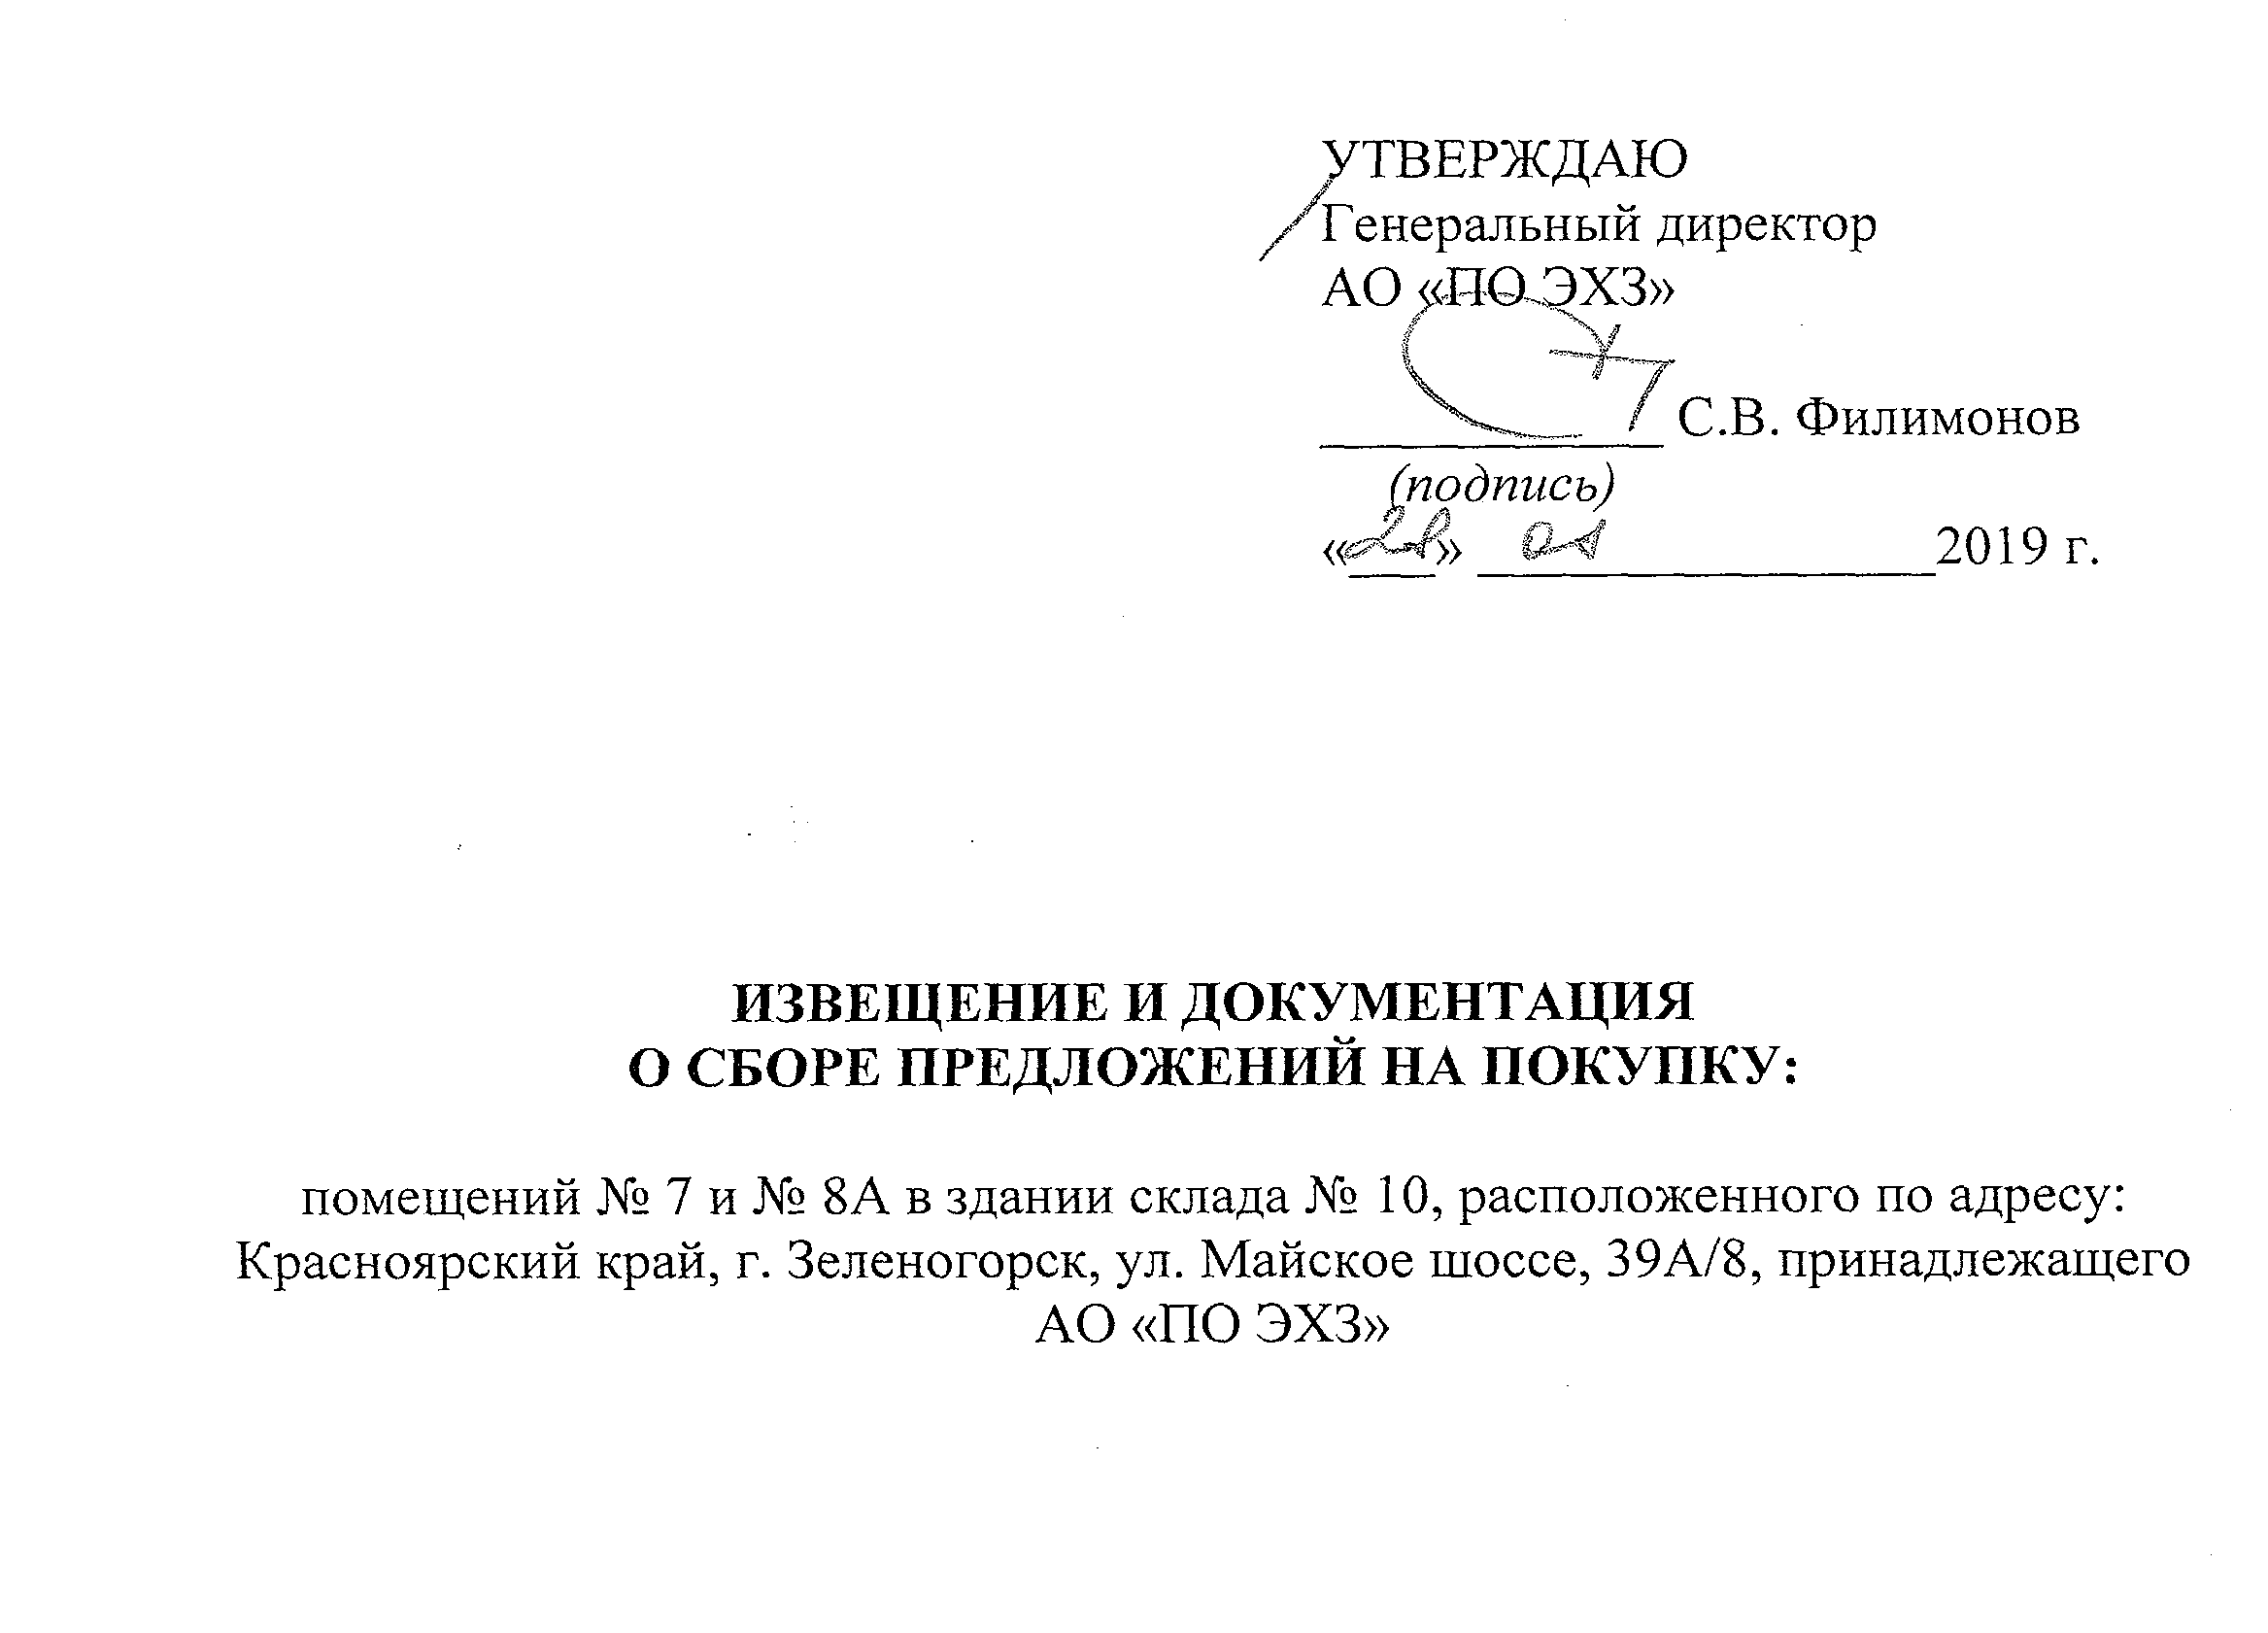 УТВЕРЖДАЮ
Генеральный директор
АО «ПО ЭХЗ»
С.В. Филимонов
(подпись)
«28» 01 2019 г.
ИЗВЕЩЕНИЕ И ДОКУМЕНТАЦИЯ
О СБОРЕ ПРЕДЛОЖЕНИЙ НА ПОКУПКУ:
помещений № 7 и № 8А в здании склада № 10, расположенного по адресу:
Красноярский край, г. Зеленогорск, ул. Майское шоссе, 39А/8, принадлежащего
АО «ПО ЭХЗ»